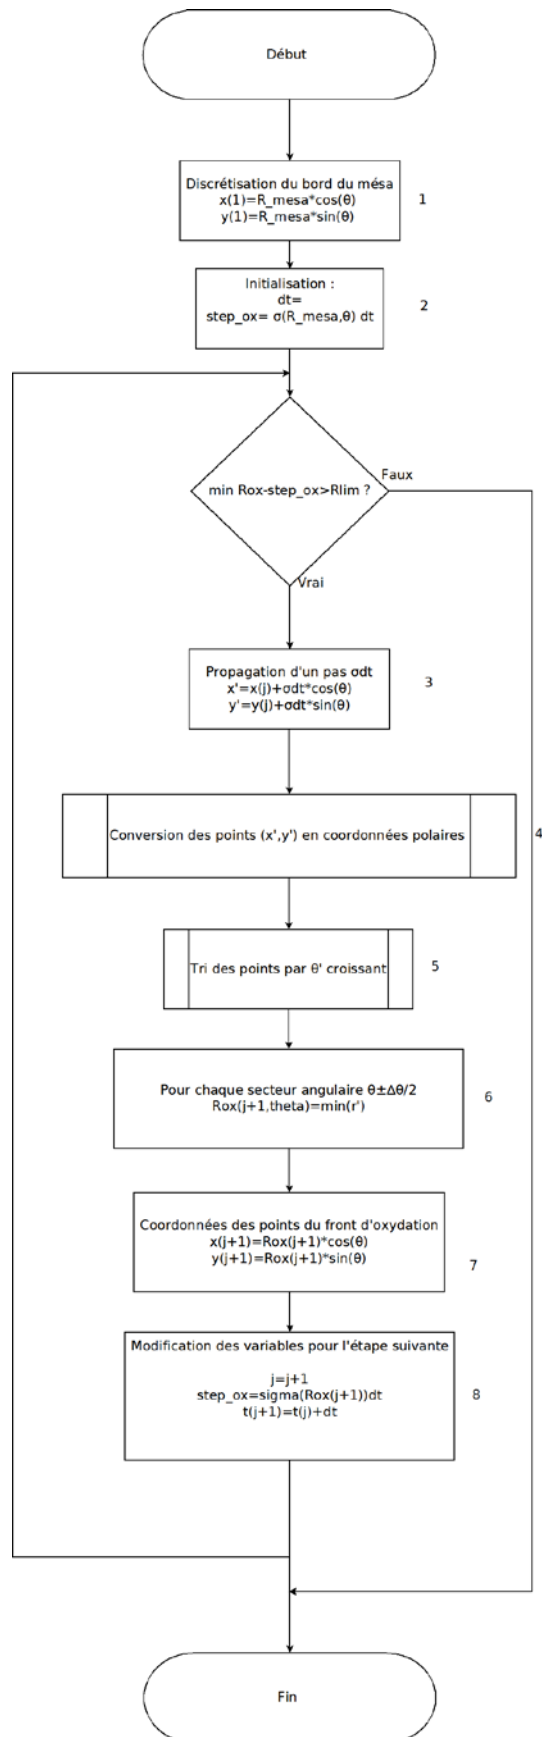 Début
Discrétisation du bord du mésa
x(1)=R_mesa*cos(θ)
y(1)=R_mesa*sin(θ)
1
Initialisation :
dt=
step_ox= σ(R_mesa,θ) dt
2
min Rox-step_ox>Rlim ?
Faux
Vrai
Propagation d'un pas σdt
x'=x(j)+σdt*cos(θ)
y'=y(j)+σdt*sin(θ)
3
Conversion des points (x',y') en coordonnées polaires
4
Tri des points par θ' croissant
5
Pour chaque secteur angulaire θ±Δθ/2
Rox(j+1,theta)=min(r')
6
Coordonnées des points du front d'oxydation
x(j+1)=Rox(j+1)*cos(θ)
y(j+1)=Rox(j+1)*sin(θ)
7
Modification des variables pour l'étape suivante
j=j+1
step_ox=sigma(Rox(j+1))dt
t(j+1)=t(j)+dt
8
Fin